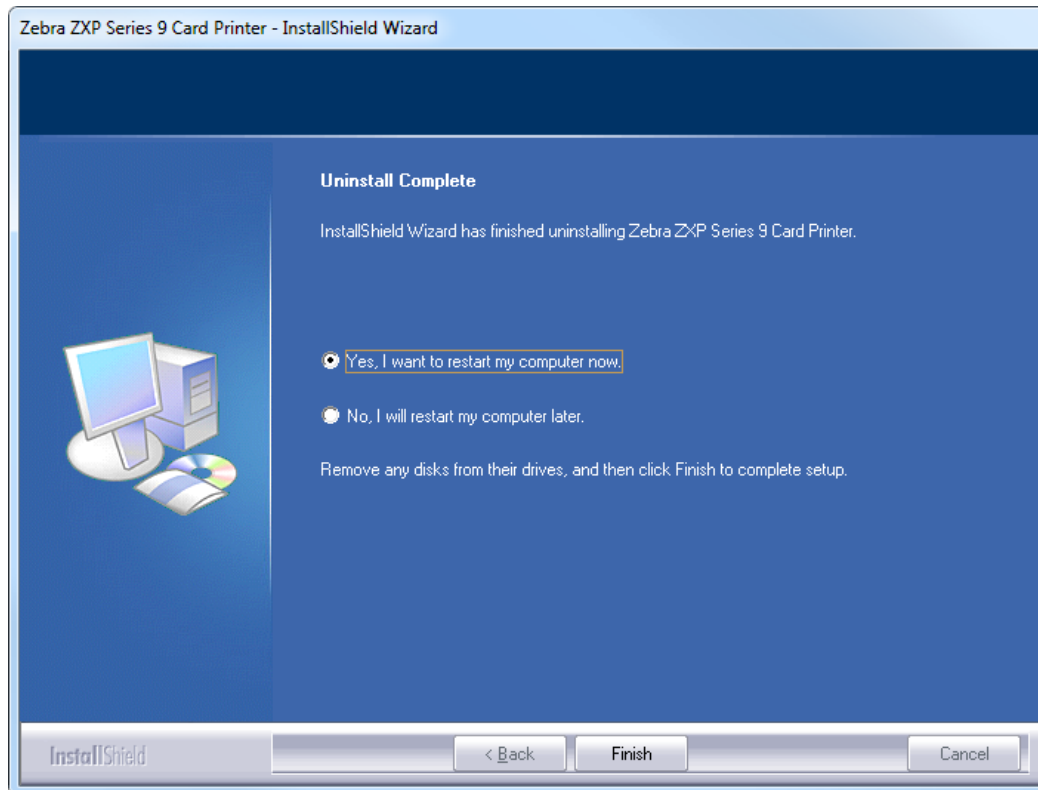 Zebra ZXP Series 9 Card Printer - InstallShield Wizard
Uninstall Complete
InstallShield Wizard has finished uninstalling Zebra ZXP Series 9 Card Printer.
Yes, I want to restart my computer now.
No, I will restart my computer later.
Remove any disks from their drives, and then click Finish to complete setup.
InstallShield
< Back
Finish
Cancel